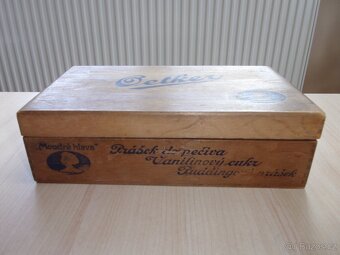 Oetker
"Moudrá hlava"
Prášek do pečiva
Vanilinový cukr
Puddingový prášek